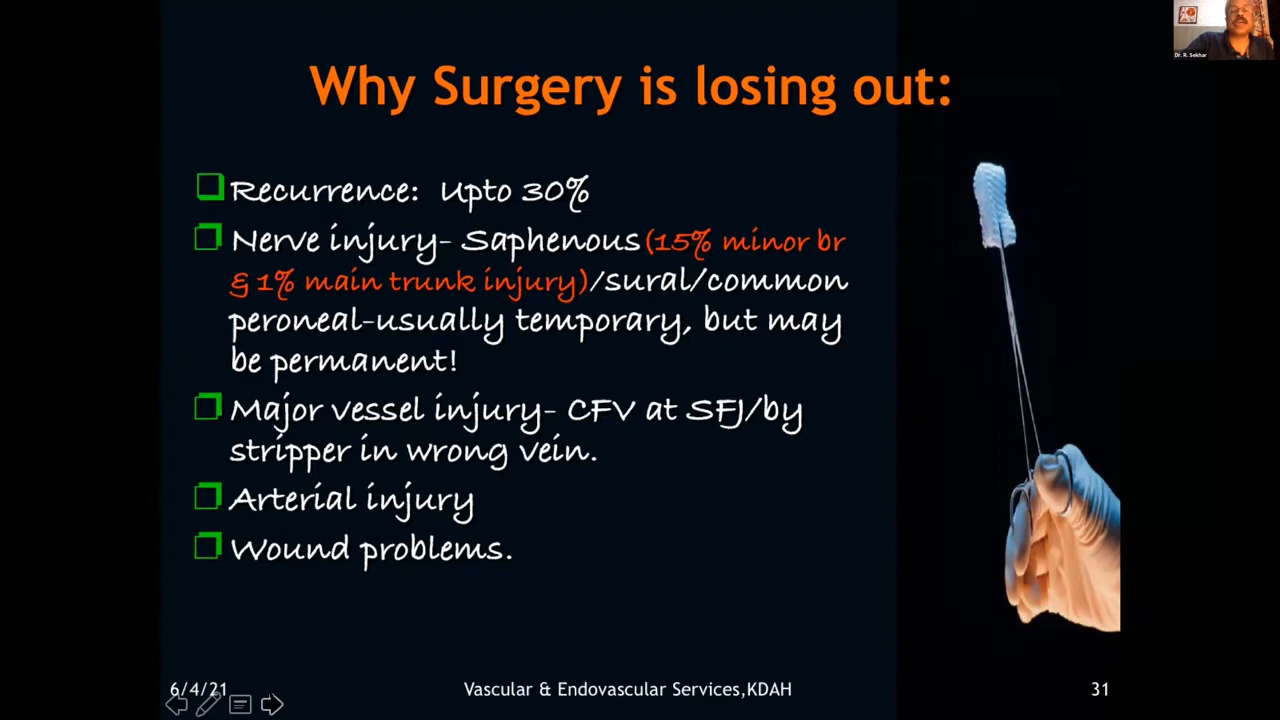 Dr. R. Sekhar
Why Surgery is losing out:
Recurrence: Upto 30%
Nerve injury- Saphenous (15% minor br
& 1% main trunk injury)/sural/common
peroneal-usually temporary, but may
be permanent!
Major vessel injury- CFV at SFJ/by
stripper in wrong vein.
Arterial injury
Wound problems.
6/4/21
Vascular & Endovascular Services,KDAH
31